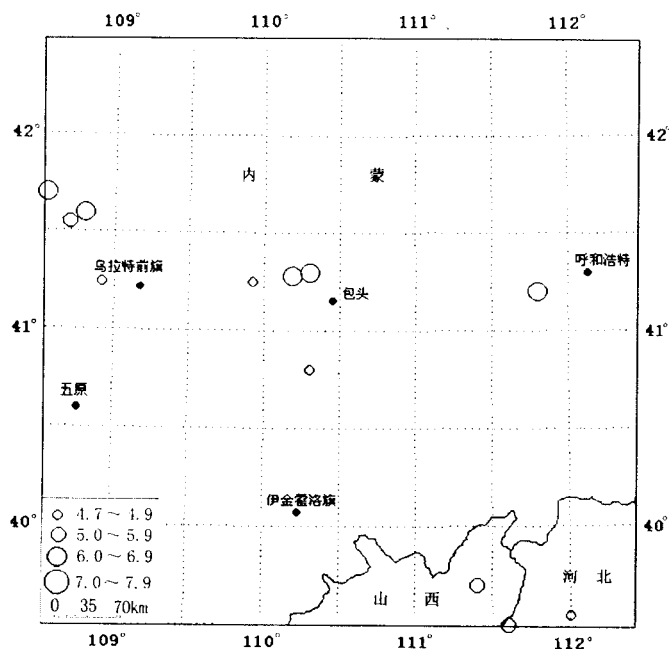 109° 110° 111° 112°
42° 42°
内 蒙
乌拉特前旗 呼和浩特
包头
41° 41°
五原
伊金霍洛旗
4.7～4.9
40° 5.0～5.9 40°
6.0～6.9
7.0～7.9 山 西 河 北
0 35 70km
109° 110° 111° 112°